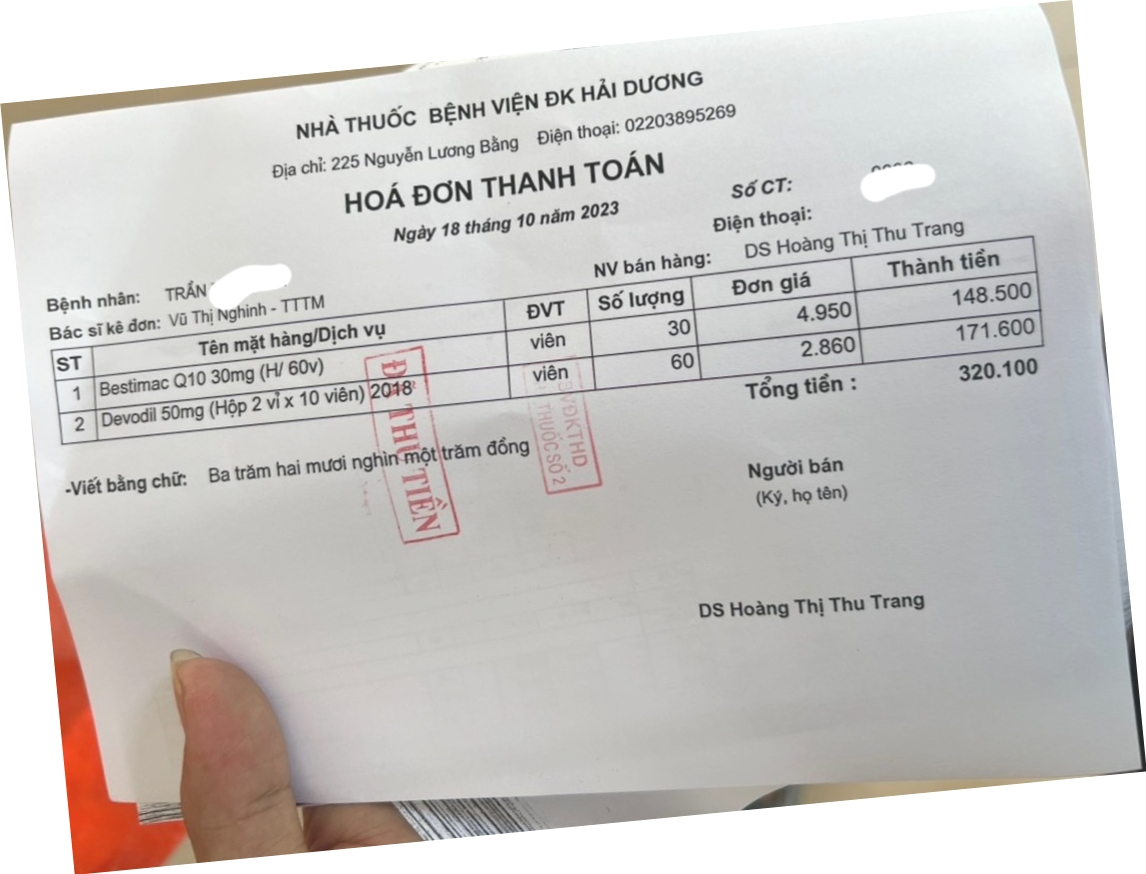 NHÀ THUỐC BỆNH VIỆN ĐK HẢI DƯƠNG
Địa chỉ: 225 Nguyễn Lương Bằng Điện thoại: 02203895269
HOÁ ĐƠN THANH TOÁN
Ngày 18 tháng 10 năm 2023
Số CT:
Điện thoại:
Bệnh nhân: TRẦN
NV bán hàng: DS Hoàng Thị Thu Trang
Bác sĩ kê đơn: Vũ Thị Nghinh - TTTM
ST Tên mặt hàng/Dịch vụ ĐVT Số lượng Đơn giá Thành tiền
1 Bestimac Q10 30mg (H/ 60v) viên 30 4.950 148.500
2 Devodil 50mg (Hộp 2 vỉ x 10 viên) 2018 viên 60 2.860 171.600
Tổng tiền : 320.100
-Viết bằng chữ: Ba trăm hai mươi nghìn một trăm đồng
ĐÃ THU TIỀN
BVĐKTHD
THUỐC SỐ 2
Người bán
(Ký, họ tên)
DS Hoàng Thị Thu Trang